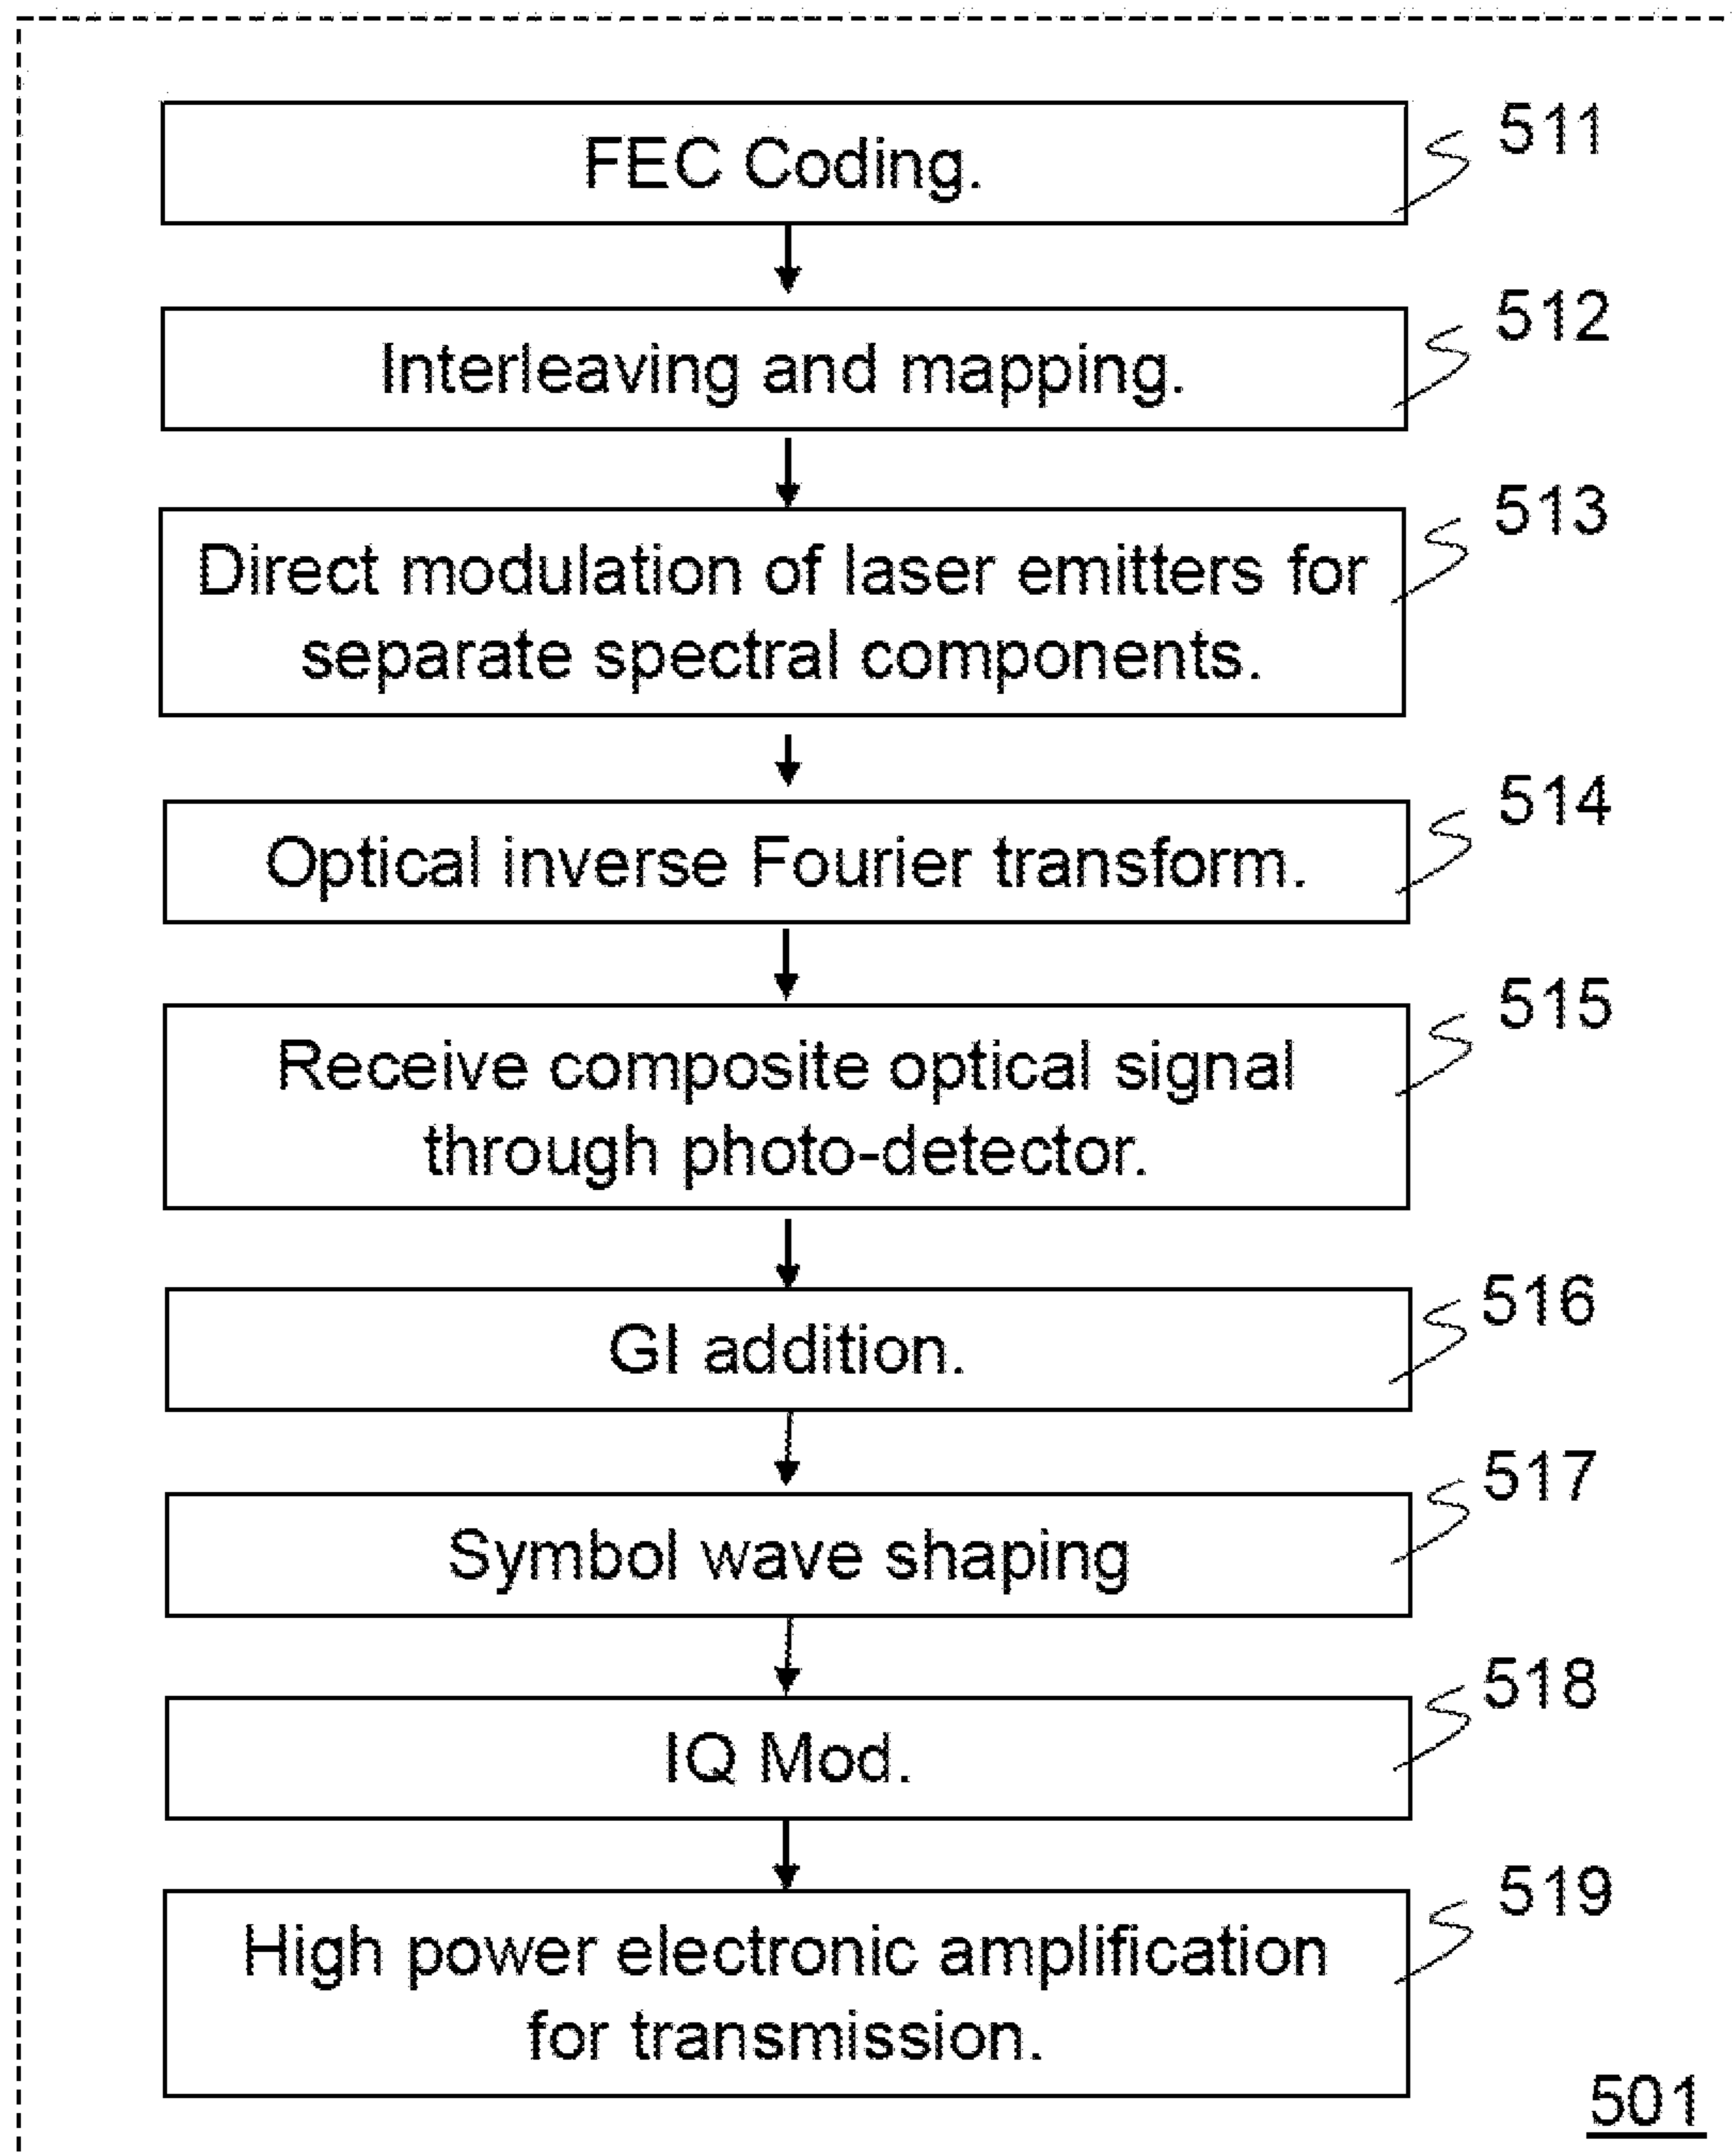 FEC Coding.
511
Interleaving and mapping.
512
Direct modulation of laser emitters for
separate spectral components.
513
Optical inverse Fourier transform.
514
Receive composite optical signal
through photo-detector.
515
GI addition.
516
Symbol wave shaping
517
IQ Mod.
518
High power electronic amplification
for transmission.
519
501